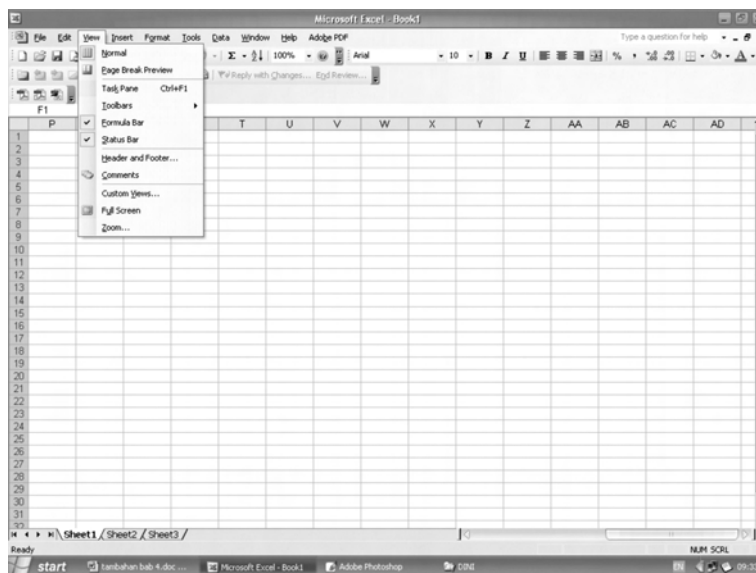 Microsoft Excel - Book1
File Edit View Insert Format Tools Data Window Help Adobe PDF Type a question for help
100% Arial 10 B I U % ,
Reply with Changes... End Review...
Normal
Page Break Preview
Task Pane Ctrl+F1
Toolbars
Formula Bar
Status Bar
Header and Footer...
Comments
Custom Views...
Full Screen
Zoom...
F1
P T U V W X Y Z AA AB AC AD
1
2
3
4
5
6
7
8
9
10
11
12
13
14
15
16
17
18
19
20
21
22
23
24
25
26
27
28
29
30
31
32
Sheet1 Sheet2 Sheet3
Ready NUM SCRL
start tambahan bab 4.doc ... Microsoft Excel - Book1 Adobe Photoshop DINI EN